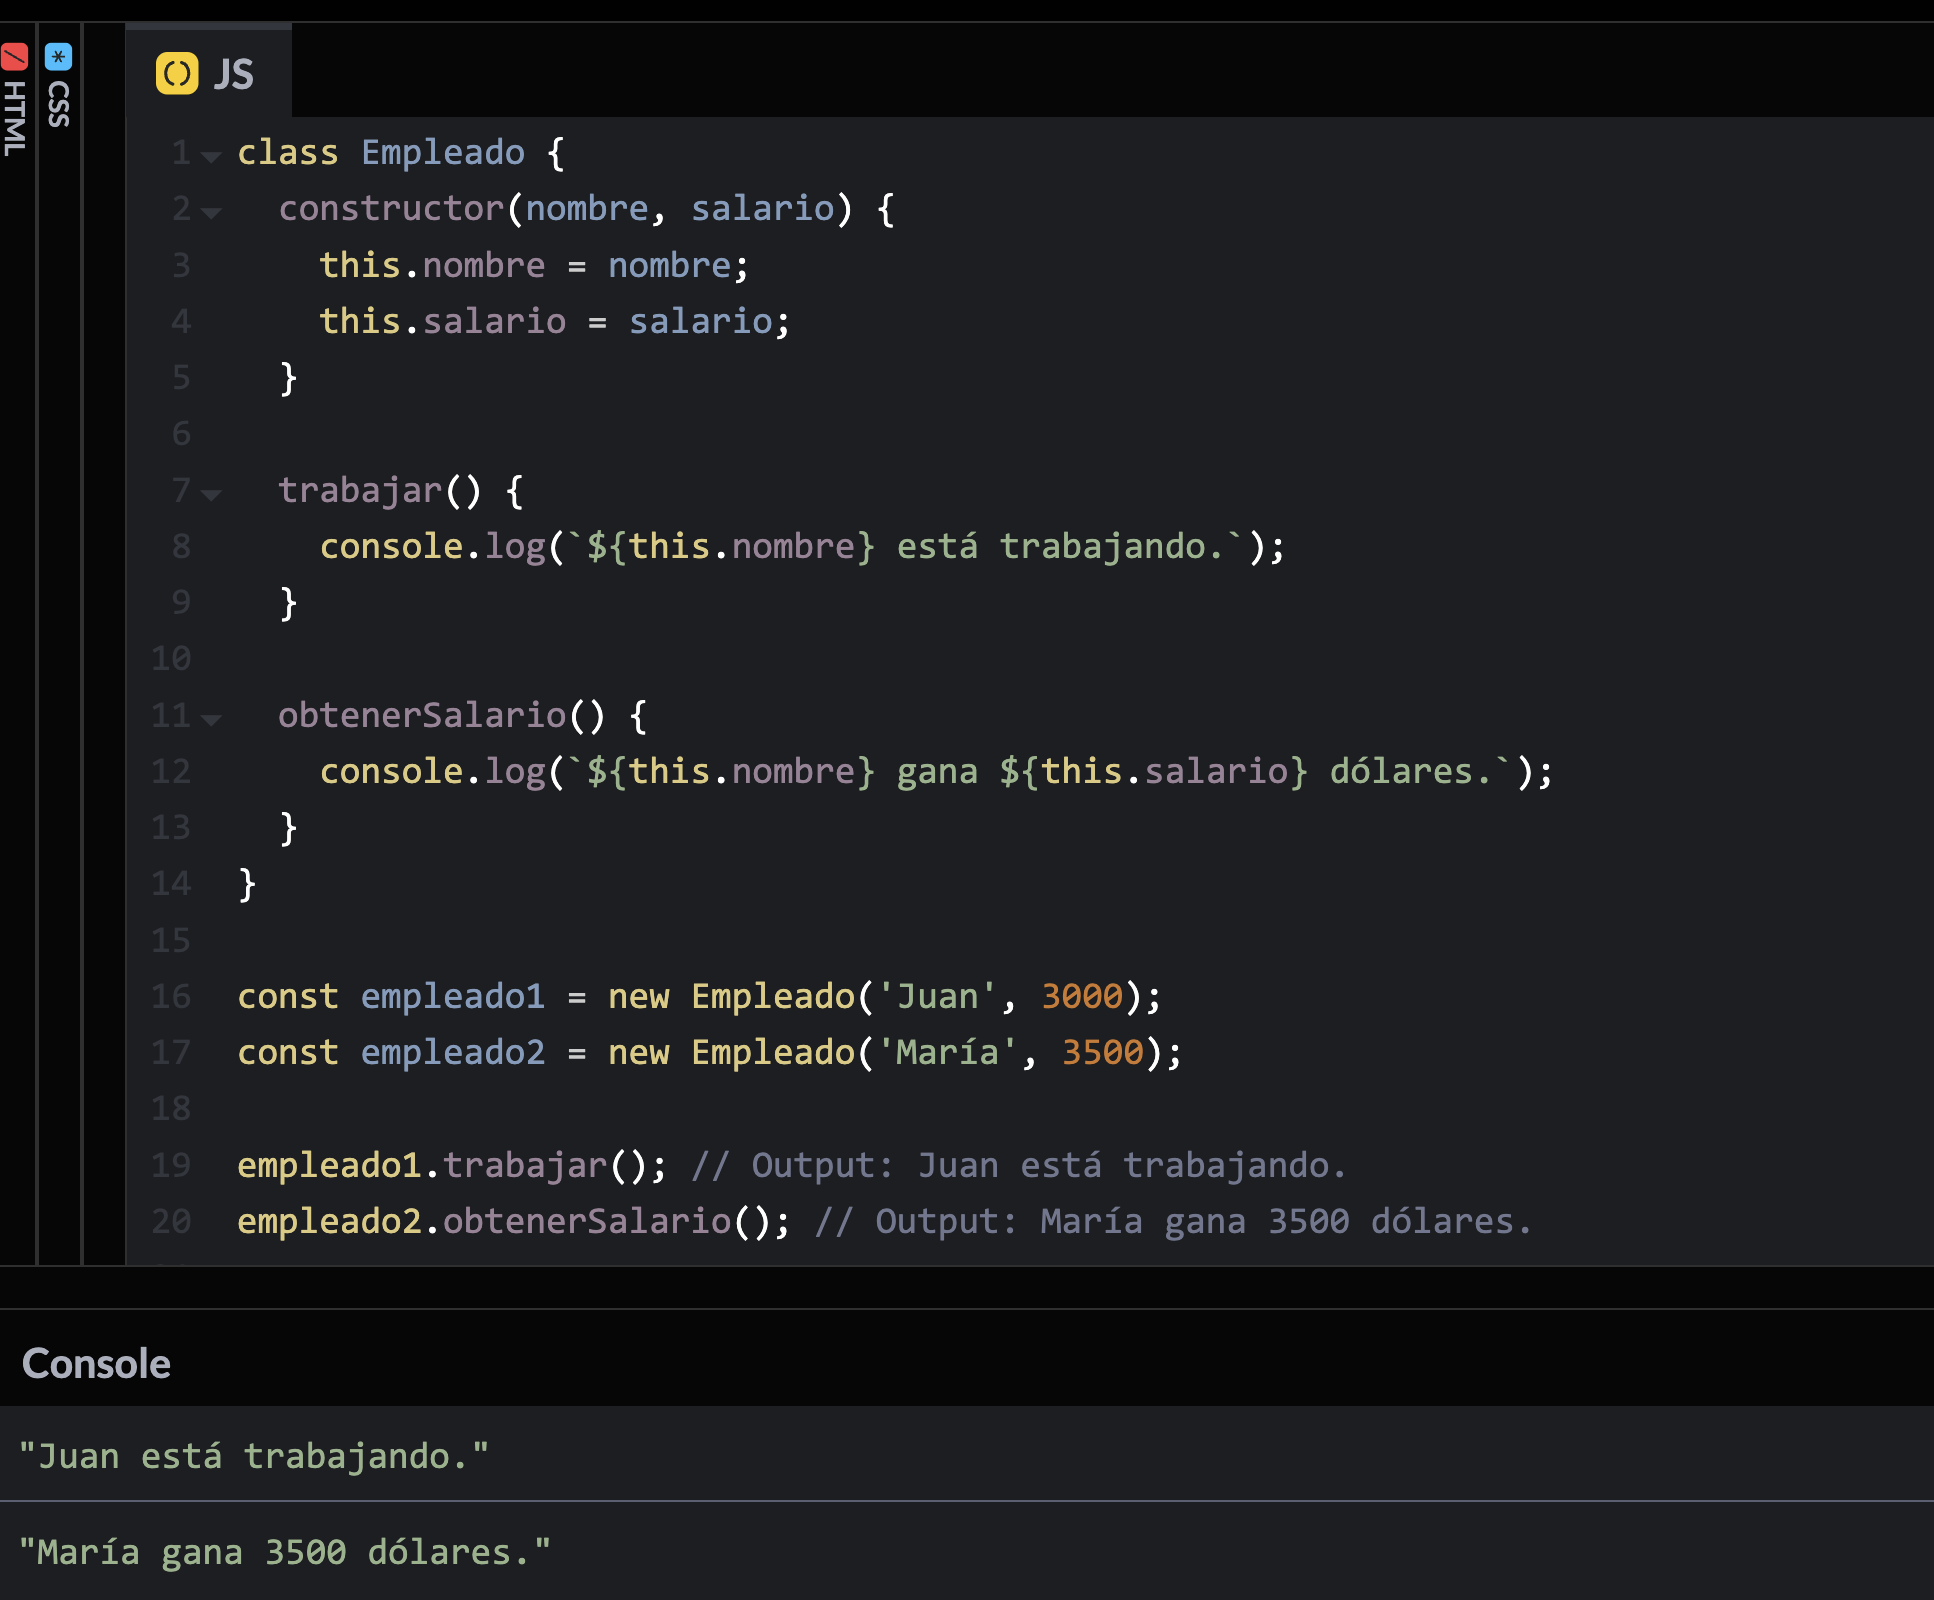 HTML
CSS
JS
1 class Empleado {
2   constructor(nombre, salario) {
3     this.nombre = nombre;
4     this.salario = salario;
5   }
6
7   trabajar() {
8     console.log(`${this.nombre} está trabajando.`);
9   }
10
11   obtenerSalario() {
12     console.log(`${this.nombre} gana ${this.salario} dólares.`);
13   }
14 }
15
16 const empleado1 = new Empleado('Juan', 3000);
17 const empleado2 = new Empleado('María', 3500);
18
19 empleado1.trabajar(); // Output: Juan está trabajando.
20 empleado2.obtenerSalario(); // Output: María gana 3500 dólares.
Console
"Juan está trabajando."
"María gana 3500 dólares."